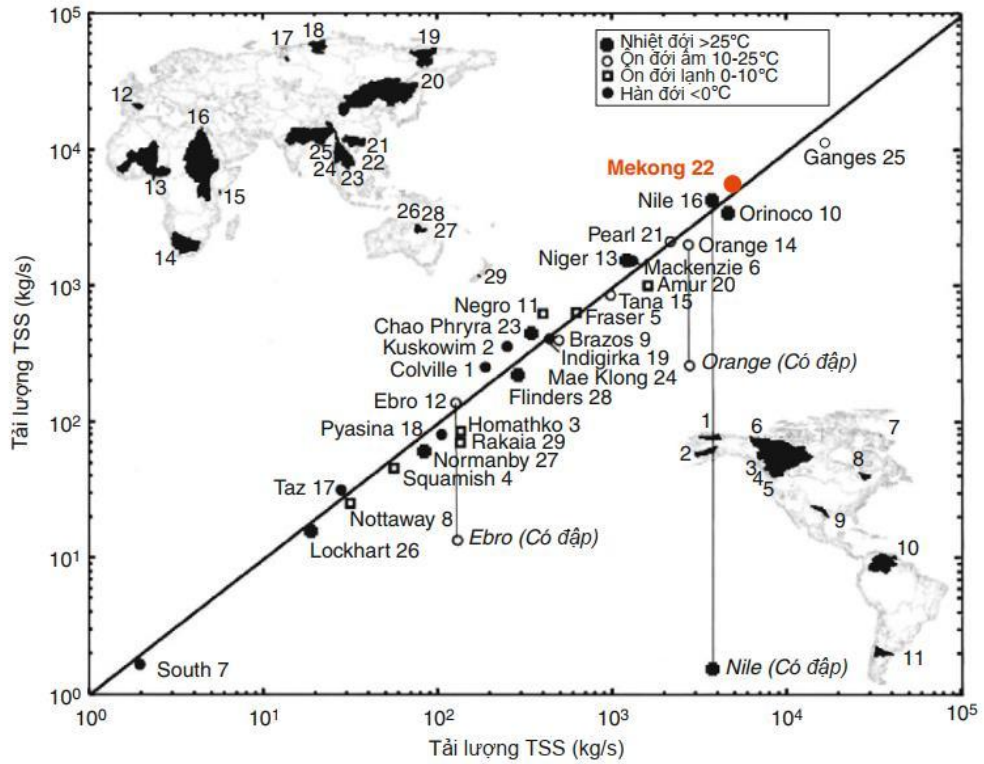 Nhiệt đới >25°C
Ôn đới ấm 10-25°C
Ôn đới lạnh 0-10°C
Hàn đới <0°C
Tải lượng TSS (kg/s)
10⁵
10⁴
10³
10²
10¹
10⁰
10⁰
10¹
10²
10³
10⁴
10⁵
Tải lượng TSS (kg/s)
12
13
14
15
16
17
18
19
20
21
22
23
24
25
26
27
28
29
Ganges 25
Mekong 22
Nile 16
Orinoco 10
Pearl 21
Orange 14
Niger 13
Mackenzie 6
Amur 20
Tana 15
Negro 11
Fraser 5
Chao Phryra 23
Brazos 9
Kuskowim 2
Indigirka 19
Colville 1
Mae Klong 24
Orange (Có đập)
Flinders 28
Ebro 12
Homathko 3
Pyasina 18
Rakaia 29
Normanby 27
Squamish 4
Taz 17
Nottaway 8
Ebro (Có đập)
Lockhart 26
South 7
Nile (Có đập)
1
2
3
4
5
6
7
8
9
10
11